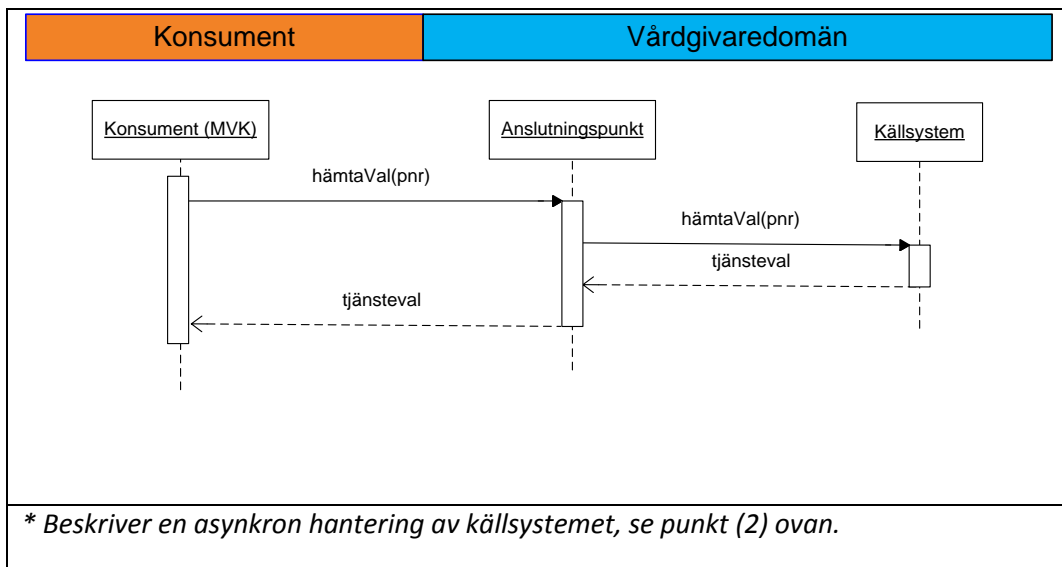 Konsument Vårdgivaredomän
Konsument (MVK) Anslutningspunkt Källsystem
hämtaVal(pnr)
hämtaVal(pnr)
tjänsteval
tjänsteval
* Beskriver en asynkron hantering av källsystemet, se punkt (2) ovan.